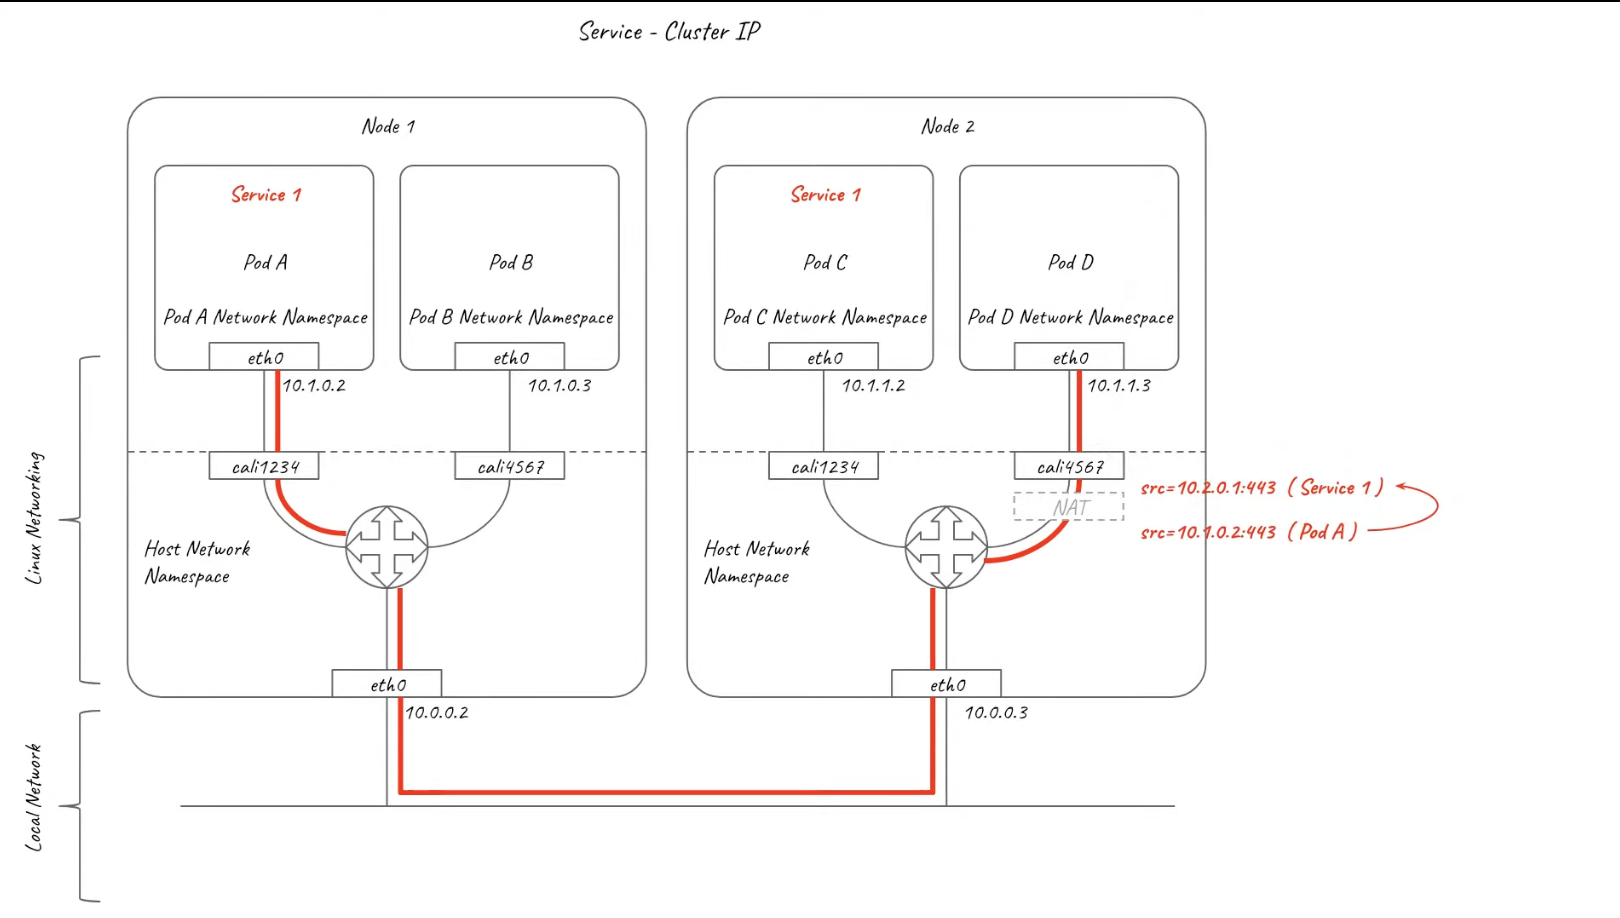 Service - Cluster IP
Node 1
Service 1
Pod A
Pod A Network Namespace
eth0
10.1.0.2
Pod B
Pod B Network Namespace
eth0
10.1.0.3
cali1234
cali4567
Host Network
Namespace
eth0
10.0.0.2
Node 2
Service 1
Pod C
Pod C Network Namespace
eth0
10.1.1.2
Pod D
Pod D Network Namespace
eth0
10.1.1.3
cali1234
cali4567
NAT
src=10.2.0.1:443 (Service 1)
src=10.1.0.2:443 (Pod A)
Host Network
Namespace
eth0
10.0.0.3
Linux Networking
Local Network